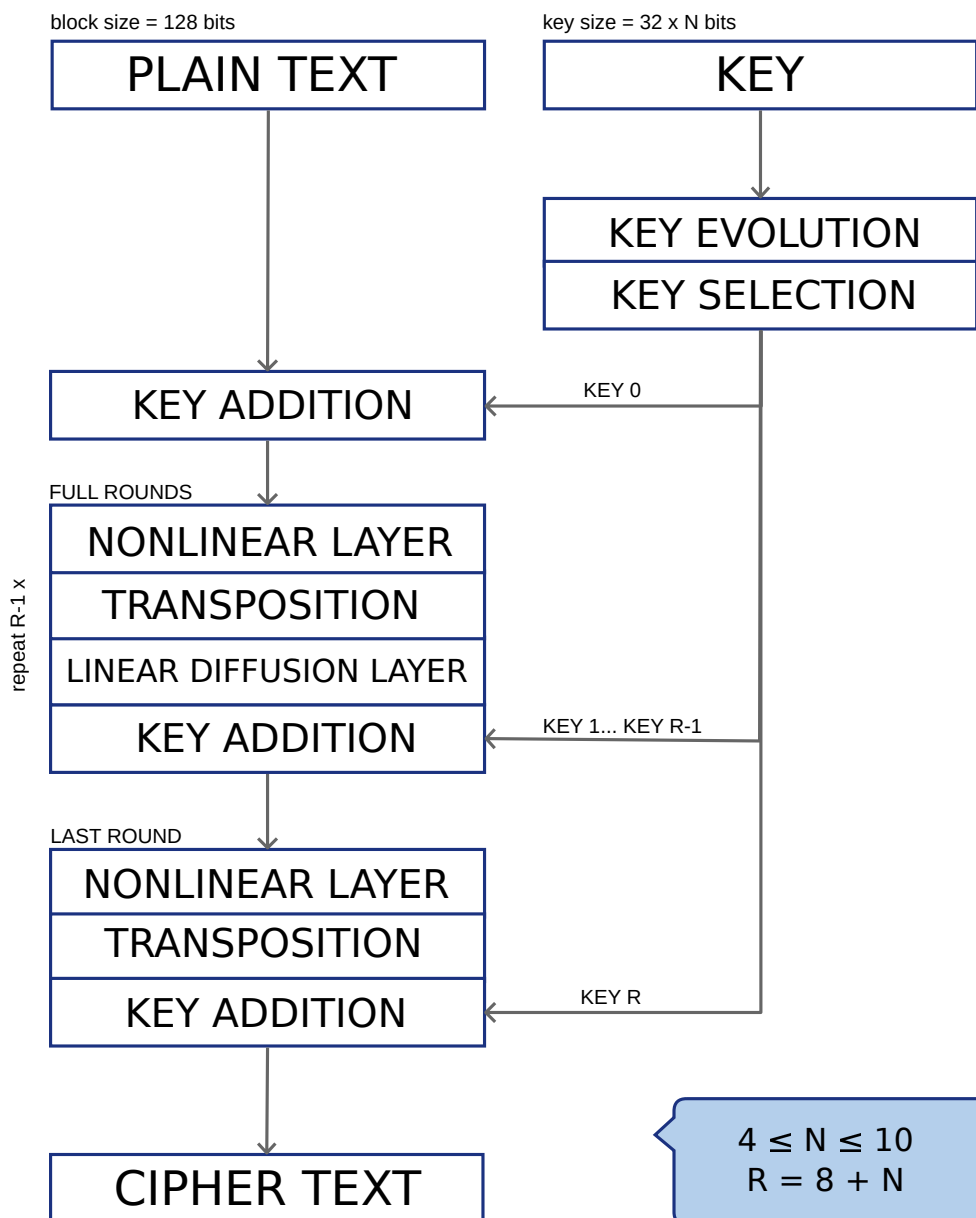 block size = 128 bits
key size = 32 x N bits
PLAIN TEXT
KEY
KEY EVOLUTION
KEY SELECTION
KEY ADDITION
KEY 0
FULL ROUNDS
NONLINEAR LAYER
TRANSPOSITION
LINEAR DIFFUSION LAYER
KEY ADDITION
KEY 1... KEY R-1
repeat R-1 x
LAST ROUND
NONLINEAR LAYER
TRANSPOSITION
KEY ADDITION
KEY R
CIPHER TEXT
4 ≤ N ≤ 10
R = 8 + N